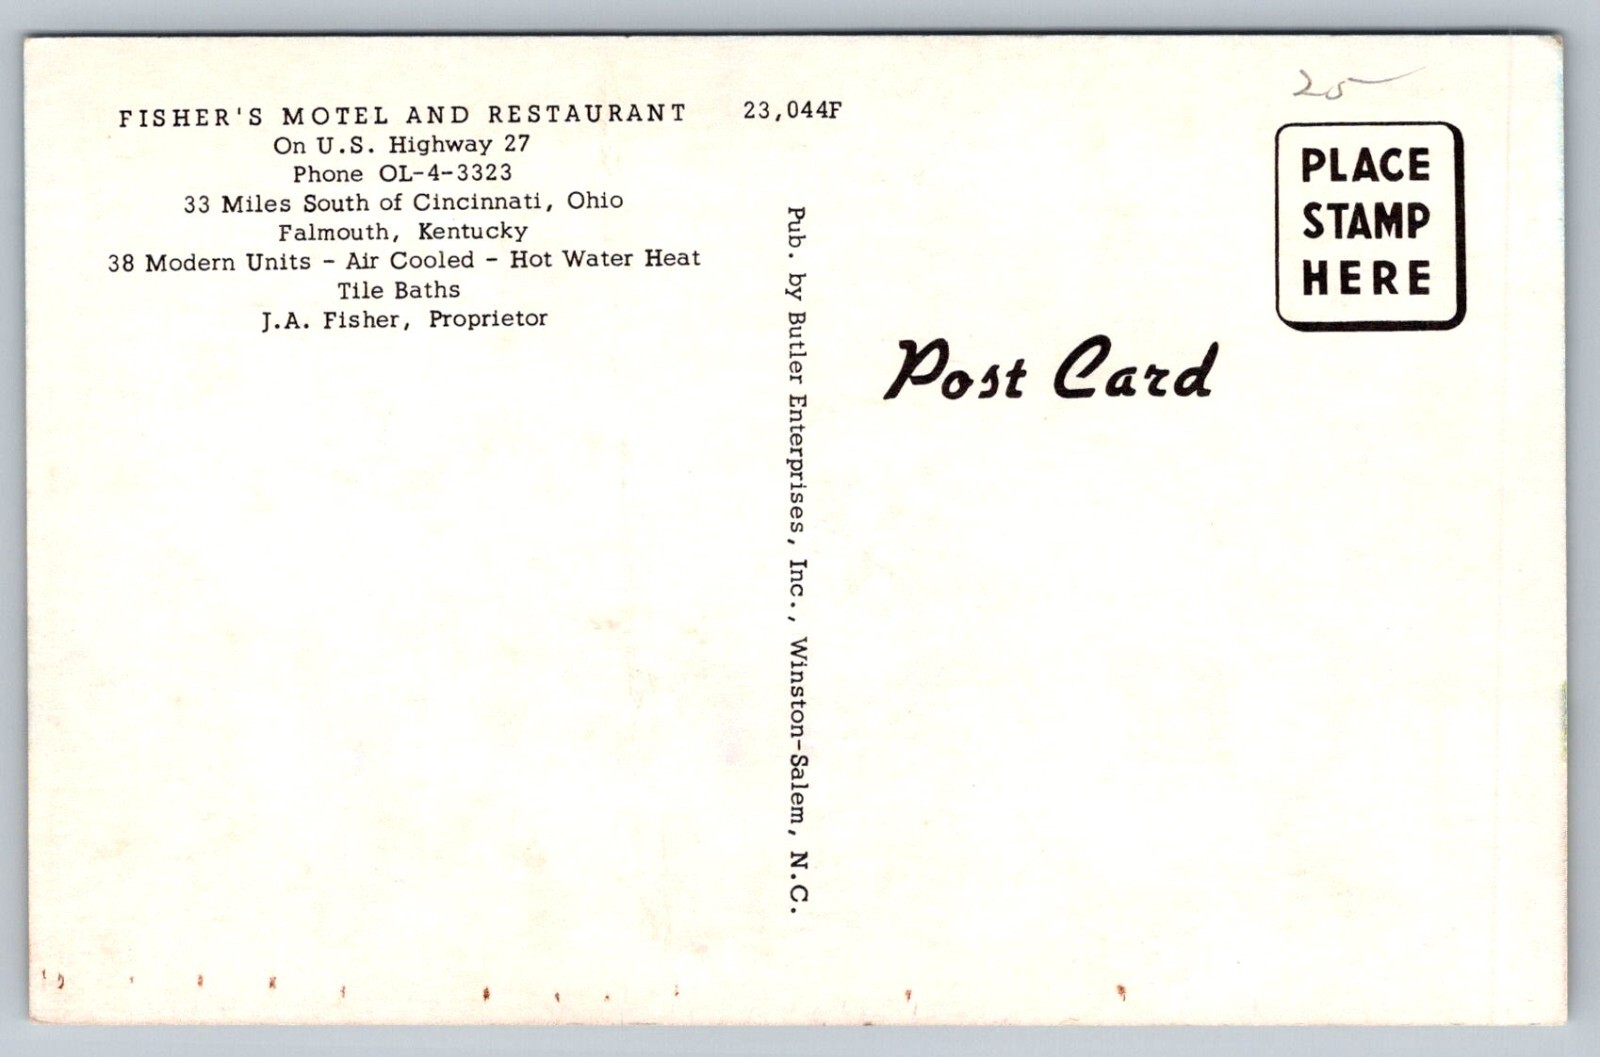 FISHER'S MOTEL AND RESTAURANT 23,044F
On U.S. Highway 27
Phone OL-4-3323
33 Miles South of Cincinnati, Ohio
Falmouth, Kentucky
38 Modern Units - Air Cooled - Hot Water Heat
Tile Baths
J.A. Fisher, Proprietor
Pub. by Butler Enterprises, Inc., Winston-Salem, N.C.
25
PLACE
STAMP
HERE
Post Card